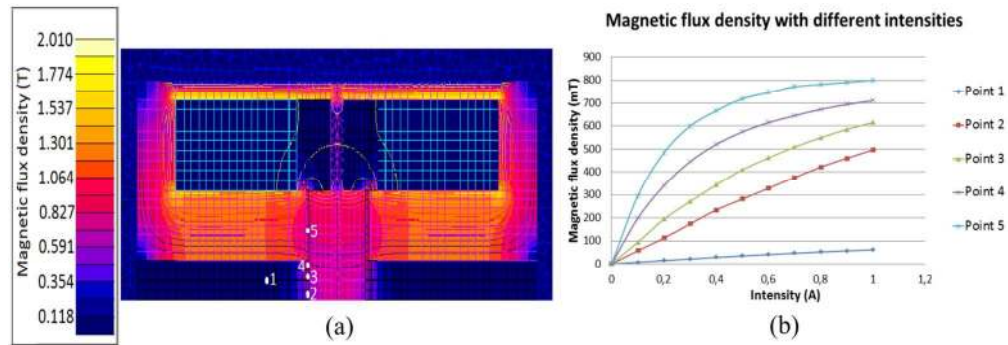 Magnetic flux density (T)
2.010
1.774
1.537
1.301
1.064
0.827
0.591
0.354
0.118
5
4
3
1
2
(a)
Magnetic flux density with different intensities
Magnetic flux density (mT)
900
800
700
600
500
400
300
200
100
0
0
0,2
0,4
0,6
0,8
1
1,2
Intensity (A)
Point 1
Point 2
Point 3
Point 4
Point 5
(b)